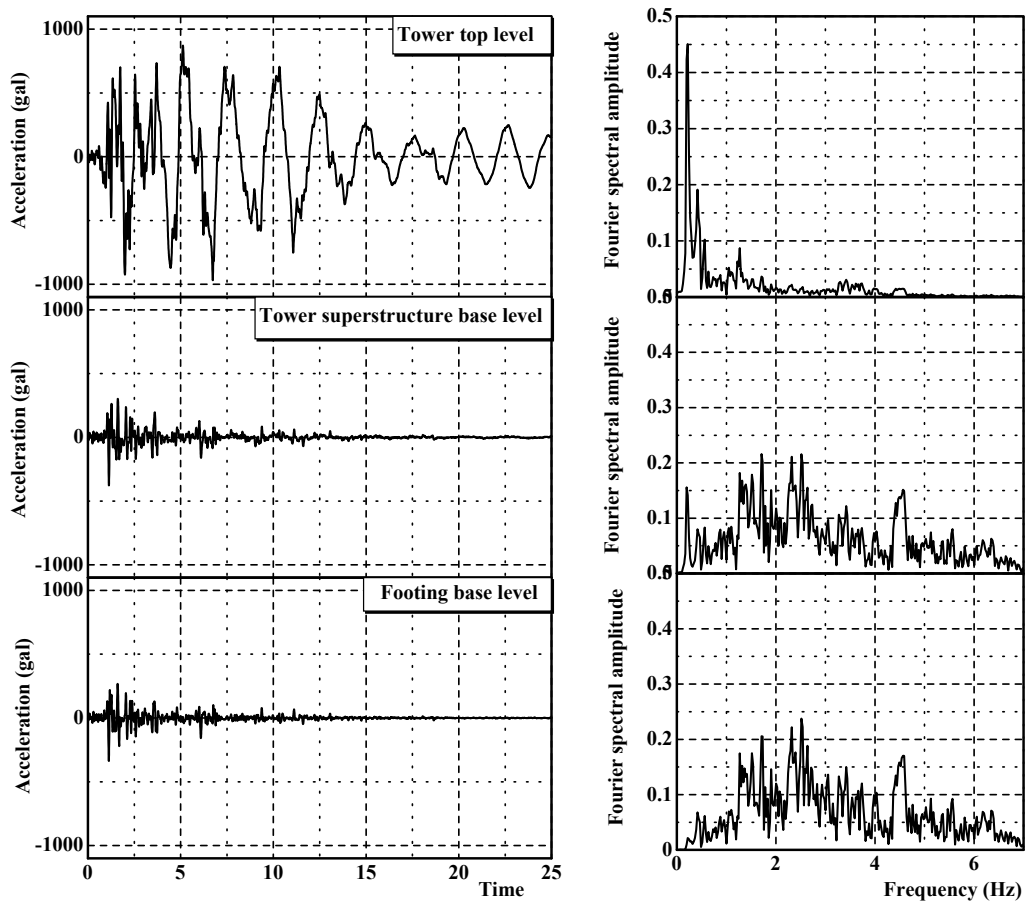 Tower top level
1000
0
-1000
Acceleration (gal)
Tower superstructure base level
1000
0
-1000
Acceleration (gal)
Footing base level
1000
0
-1000
Acceleration (gal)
0 5 10 15 20 25
Time
0.5
0.4
0.3
0.2
0.1
Fourier spectral amplitude
0.4
0.3
0.2
0.1
Fourier spectral amplitude
0.4
0.3
0.2
0.1
0
Fourier spectral amplitude
0 2 4 6
Frequency (Hz)